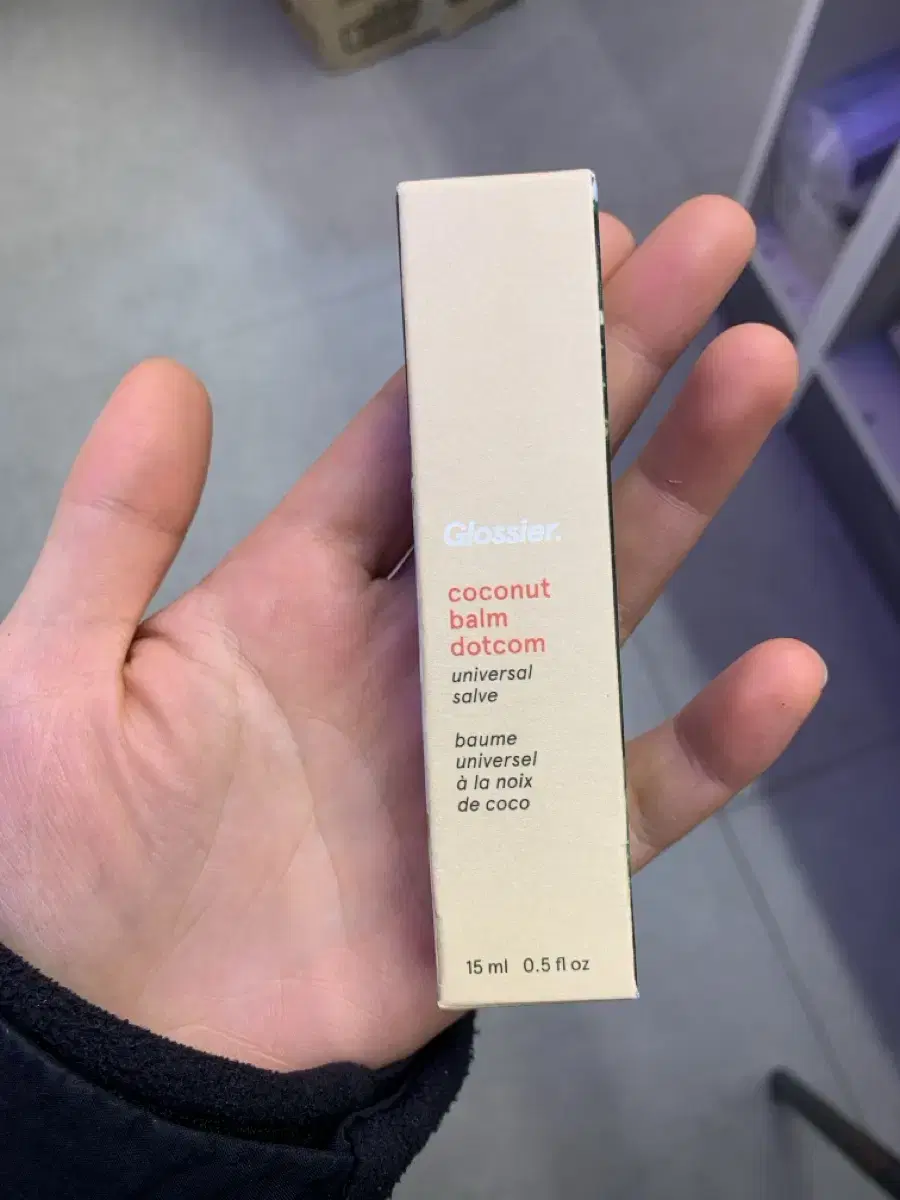 Glossier.
coconut
balm
dotcom
universal
salve
baume
universel
à la noix
de coco
15 ml 0.5 fl oz